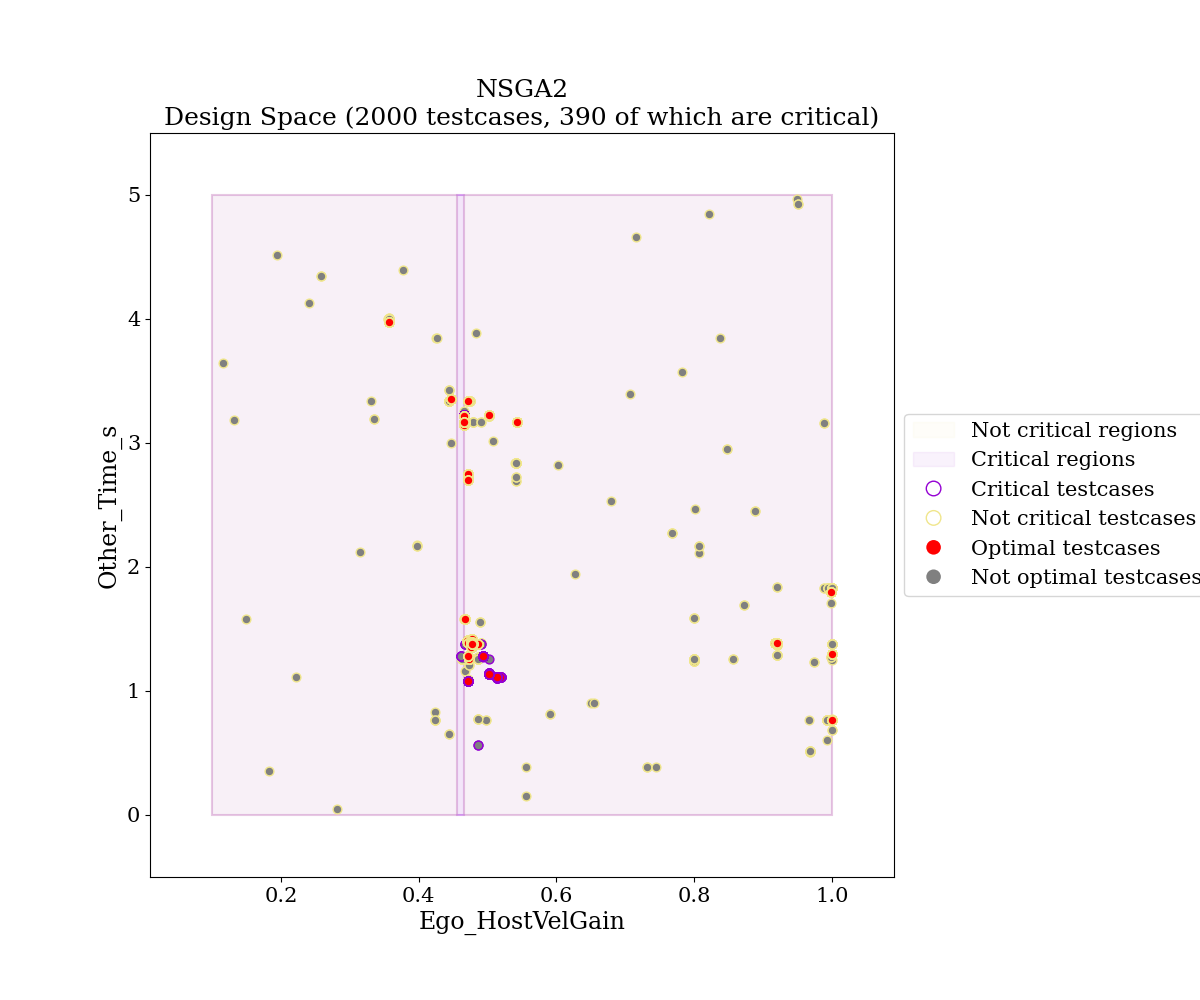 NSGA2
Design Space (2000 testcases, 390 of which are critical)
5
4
3
2
1
0
Other_Time_s
0.2
0.4
0.6
0.8
1.0
Ego_HostVelGain
Not critical regions
Critical regions
Critical testcases
Not critical testcases
Optimal testcases
Not optimal testcases